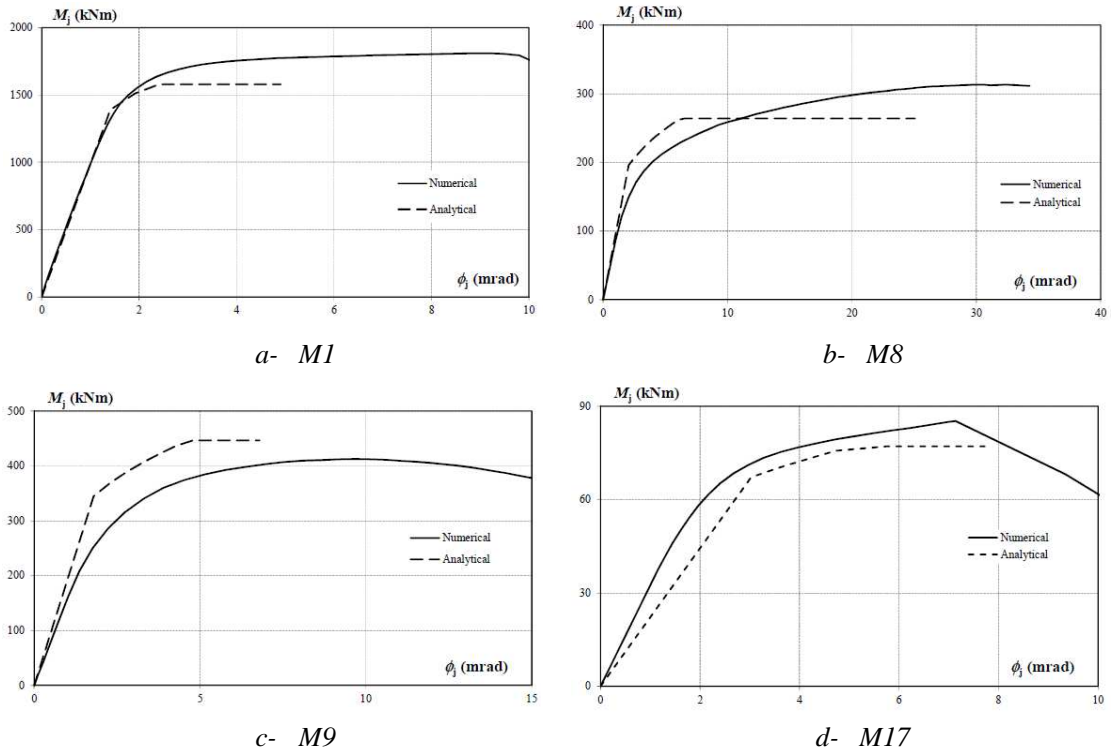 M_j (kNm)
2000
1500
1000
500
0
0 2 4 6 8 10
Numerical
Analytical
ϕ_j (mrad)
a- M1
M_j (kNm)
400
300
200
100
0
0 10 20 30 40
Numerical
Analytical
ϕ_j (mrad)
b- M8
M_j (kNm)
500
400
300
200
100
0
0 5 10 15
Numerical
Analytical
ϕ_j (mrad)
c- M9
M_j (kNm)
90
60
30
0
0 2 4 6 8 10
Numerical
Analytical
ϕ_j (mrad)
d- M17